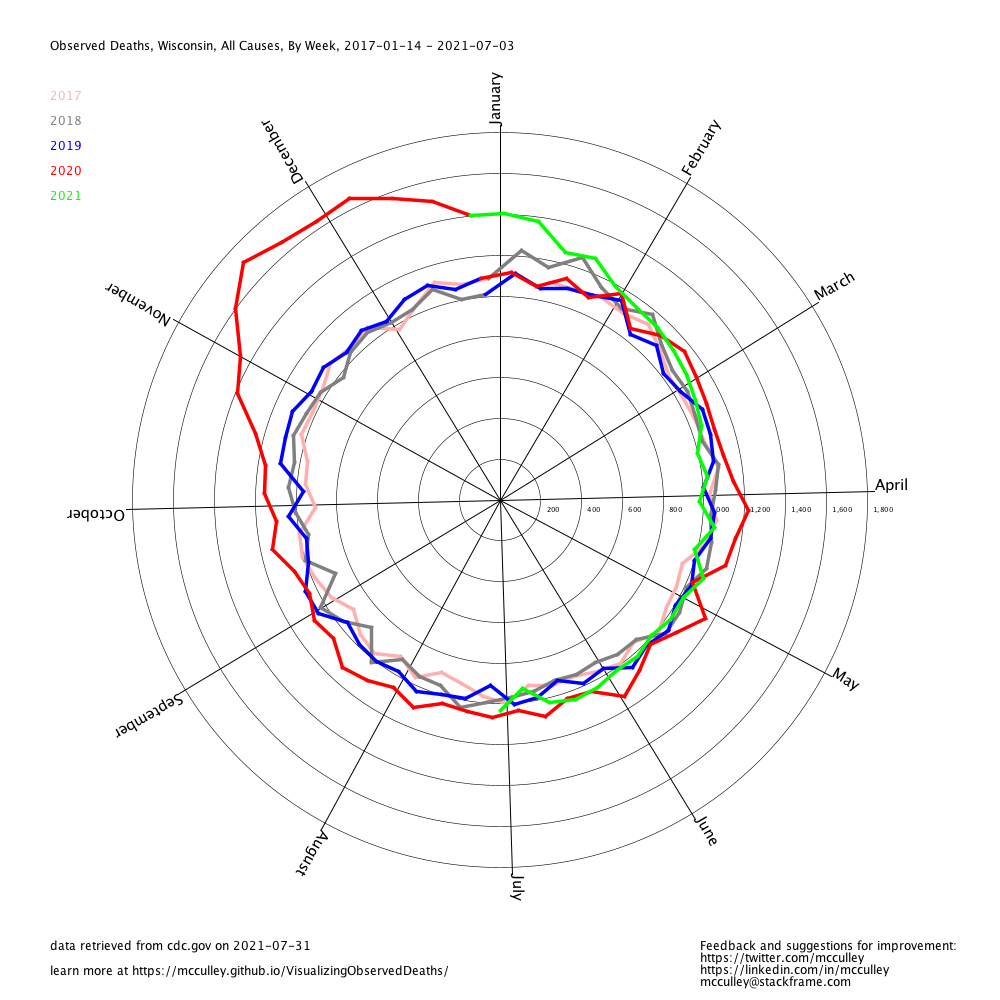 Observed Deaths, Wisconsin, All Causes, By Week, 2017-01-14 - 2021-07-03
2017
2018
2019
2020
2021
January
February
March
April
May
June
July
August
September
October
November
December
200
400
600
800
1,000
1,200
1,400
1,600
1,800
data retrieved from cdc.gov on 2021-07-31
learn more at https://mcculley.github.io/VisualizingObservedDeaths/
Feedback and suggestions for improvement:
https://twitter.com/mcculley
https://linkedin.com/in/mcculley
mcculley@stackframe.com